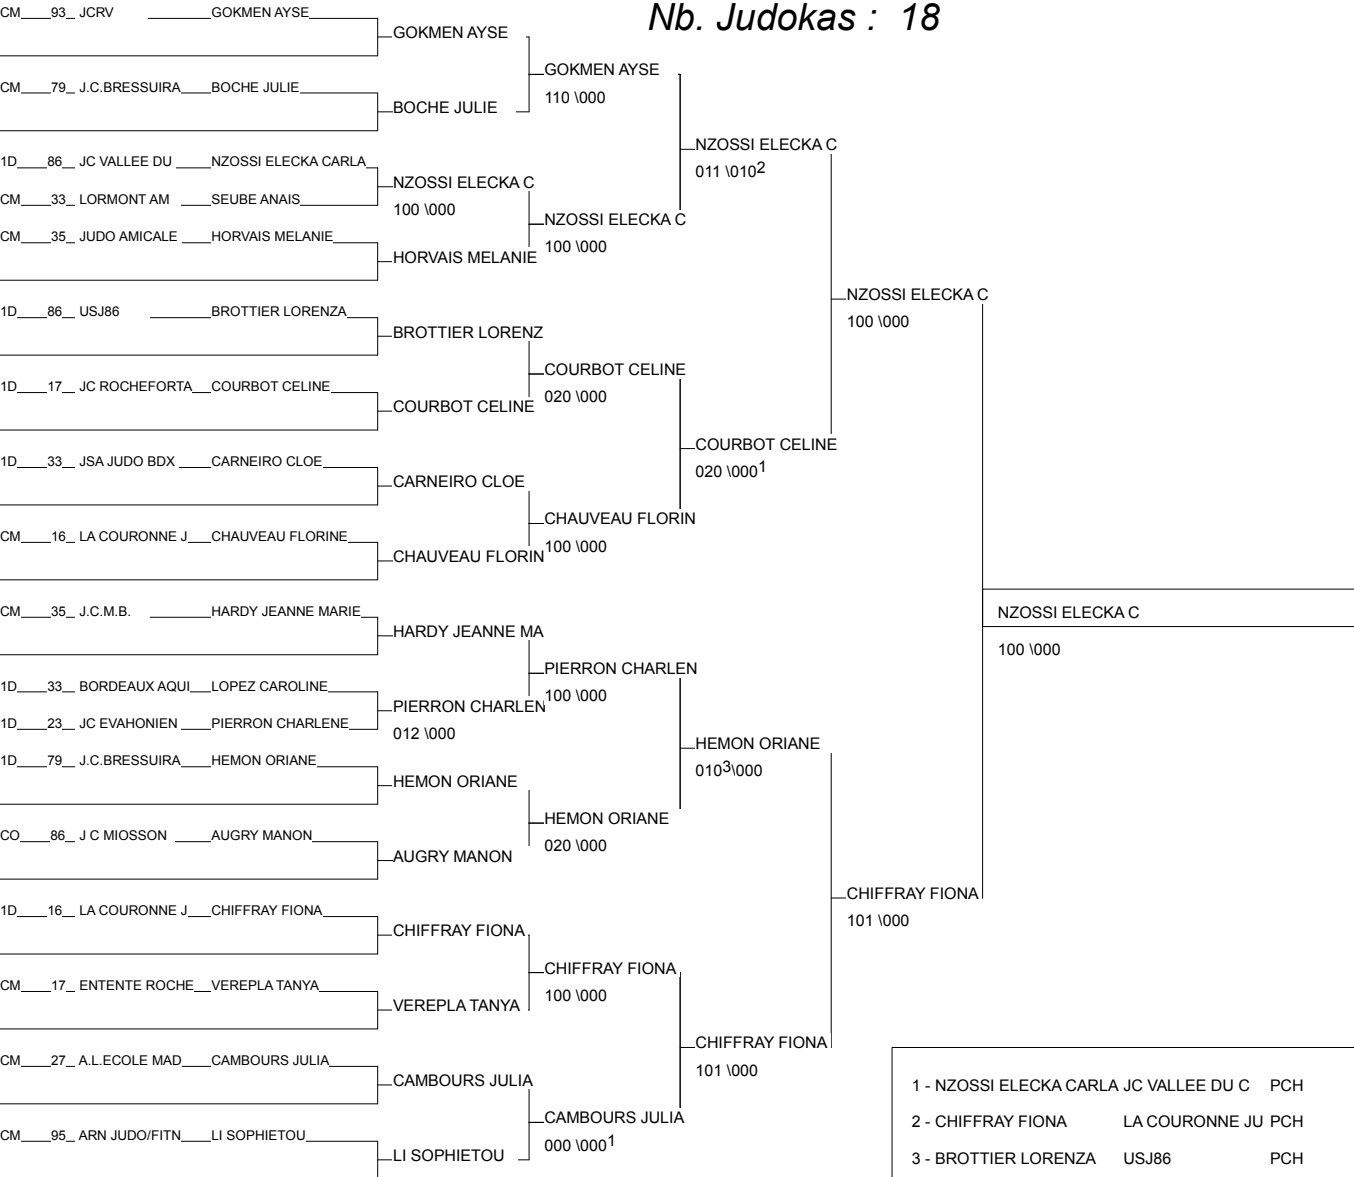 Nb. Judokas : 18
CM 93 JCRV GOKMEN AYSE
GOKMEN AYSE
GOKMEN AYSE
110 \000
CM 79 J.C.BRESSUIRA BOCHE JULIE
BOCHE JULIE
NZOSSI ELECKA C
011 \010 2
1D 86 JC VALLEE DU NZOSSI ELECKA CARLA
NZOSSI ELECKA C
100 \000
CM 33 LORMONT AM SEUBE ANAIS
NZOSSI ELECKA C
100 \000
CM 35 JUDO AMICALE HORVAIS MELANIE
HORVAIS MELANIE
NZOSSI ELECKA C
100 \000
1D 86 USJ86 BROTTIER LORENZA
BROTTIER LORENZ
COURBOT CELINE
020 \000
1D 17 JC ROCHEFORTA COURBOT CELINE
COURBOT CELINE
COURBOT CELINE
020 \000 1
1D 33 JSA JUDO BDX CARNEIRO CLOE
CARNEIRO CLOE
CHAUVEAU FLORIN
100 \000
CM 16 LA COURONNE J CHAUVEAU FLORINE
CHAUVEAU FLORIN
NZOSSI ELECKA C
100 \000
CM 35 J.C.M.B. HARDY JEANNE MARIE
HARDY JEANNE MA
PIERRON CHARLEN
100 \000
1D 33 BORDEAUX AQUI LOPEZ CAROLINE
PIERRON CHARLEN
012 \000
1D 23 JC EVAHONIEN PIERRON CHARLENE
HEMON ORIANE
010 3 \000
1D 79 J.C.BRESSUIRA HEMON ORIANE
HEMON ORIANE
HEMON ORIANE
020 \000
CO 86 J C MIOSSON AUGRY MANON
AUGRY MANON
CHIFFRAY FIONA
101 \000
1D 16 LA COURONNE J CHIFFRAY FIONA
CHIFFRAY FIONA
CHIFFRAY FIONA
100 \000
CM 17 ENTENTE ROCHE VEREPLA TANYA
VEREPLA TANYA
CHIFFRAY FIONA
101 \000
CM 27 A.L.ECOLE MAD CAMBOURS JULIA
CAMBOURS JULIA
CAMBOURS JULIA
000 \000 1
CM 95 ARN JUDO/FITN LI SOPHIETOU
LI SOPHIETOU
1 - NZOSSI ELECKA CARLA JC VALLEE DU C PCH
2 - CHIFFRAY FIONA LA COURONNE JU PCH
3 - BROTTIER LORENZA USJ86 PCH